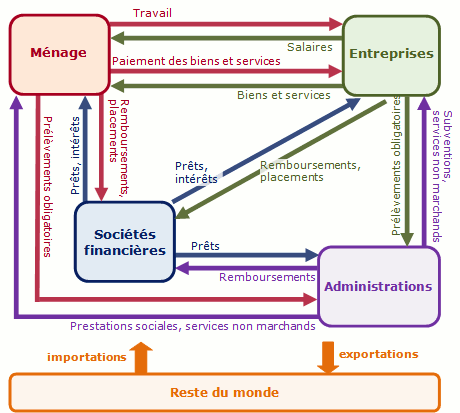 Travail
Ménage
Entreprises
Salaires
Paiement des biens et services
Biens et services
Prélèvements obligatoires
Prêts, intérêts
Remboursements,
placements
Prêts,
intérêts
Remboursements,
placements
Prélèvements obligatoires
Subventions,
services non marchands
Sociétés
financières
Prêts
Remboursements
Administrations
Prestations sociales, services non marchands
importations
exportations
Reste du monde